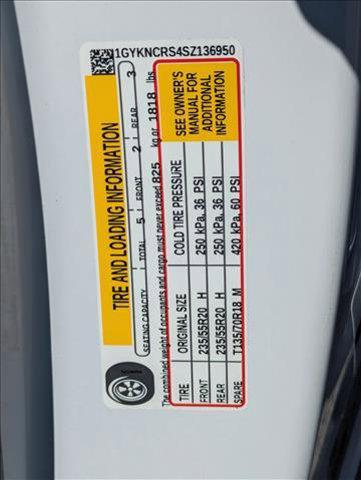 1GYKNCRS4SZ136950
TIRE AND LOADING INFORMATION
SEATING CAPACITY TOTAL 5 FRONT 2 REAR 3
The combined weight of occupants and cargo must never exceed 825 kg or 1818 lbs
TIRE ORIGINAL SIZE COLD TIRE PRESSURE
FRONT 235/55R20 H 250 kPa, 36 PSI
REAR 235/55R20 H 250 kPa, 36 PSI
SPARE T135/70R18 M 420 kPa, 60 PSI
SEE OWNER'S
MANUAL FOR
ADDITIONAL
INFORMATION